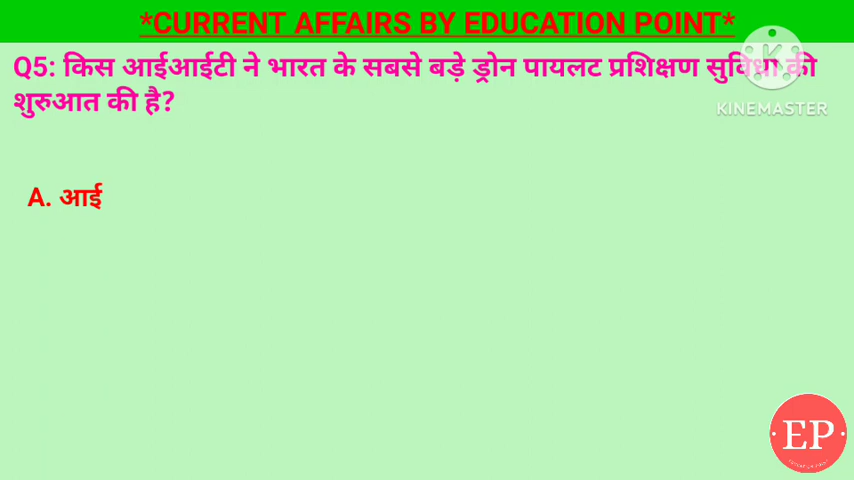 *CURRENT AFFAIRS BY EDUCATION POINT*
Q5: किस आईआईटी ने भारत के सबसे बड़े ड्रोन पायलट प्रशिक्षण सुविधा की
शुरुआत की है?
KINEMASTER
A. आई
EP